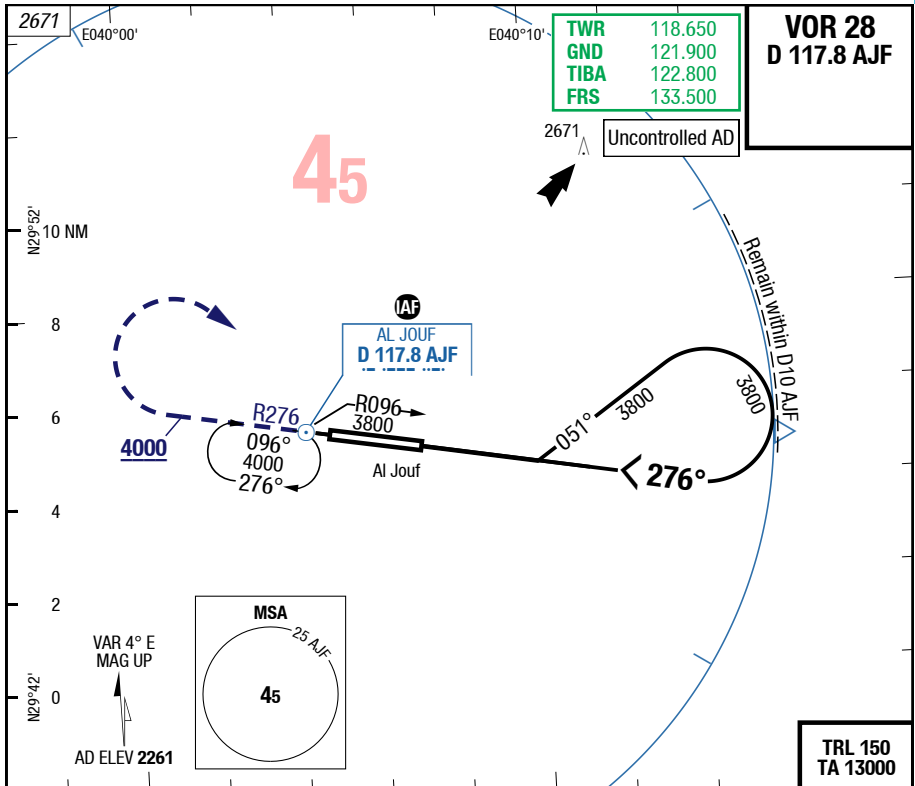 2671
E040°00'
E040°10'
TWR 118.650
GND 121.900
TIBA 122.800
FRS 133.500
VOR 28
D 117.8 AJF
2671
Uncontrolled AD
45
N29°52'
10 NM
Remain within D10 AJF
8
IAF
AL JOUF
D 117.8 AJF
3800
3800
051°
6
R276
R096
3800
4000
096°
4000
276°
Al Jouf
276°
4
2
MSA
25 AJF
45
VAR 4° E
MAG UP
N29°42'
0
AD ELEV 2261
TRL 150
TA 13000